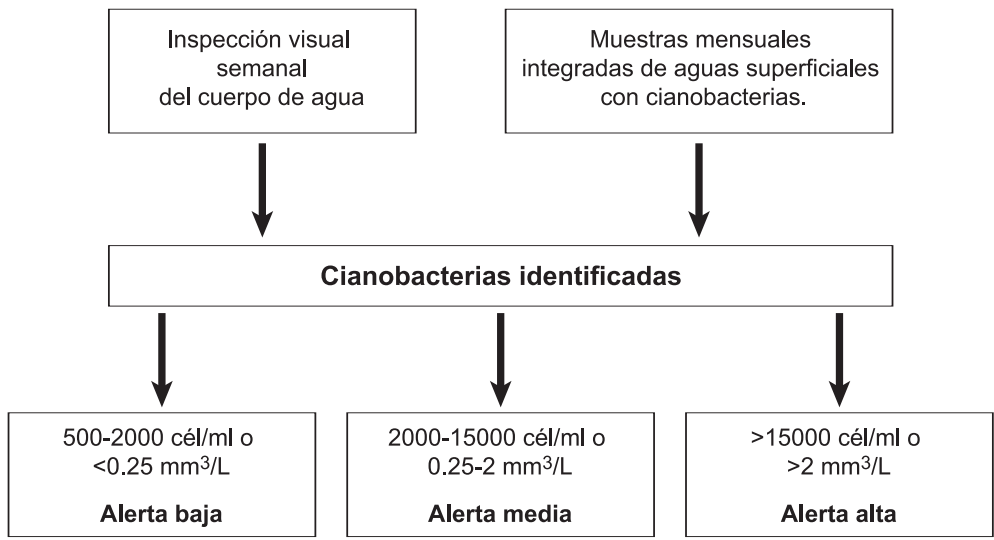 Inspección visual
semanal
del cuerpo de agua
Muestras mensuales
integradas de aguas superficiales
con cianobacterias.
Cianobacterias identificadas
500-2000 cél/ml o
<0.25 mm³/L
Alerta baja
2000-15000 cél/ml o
0.25-2 mm³/L
Alerta media
>15000 cél/ml o
>2 mm³/L
Alerta alta